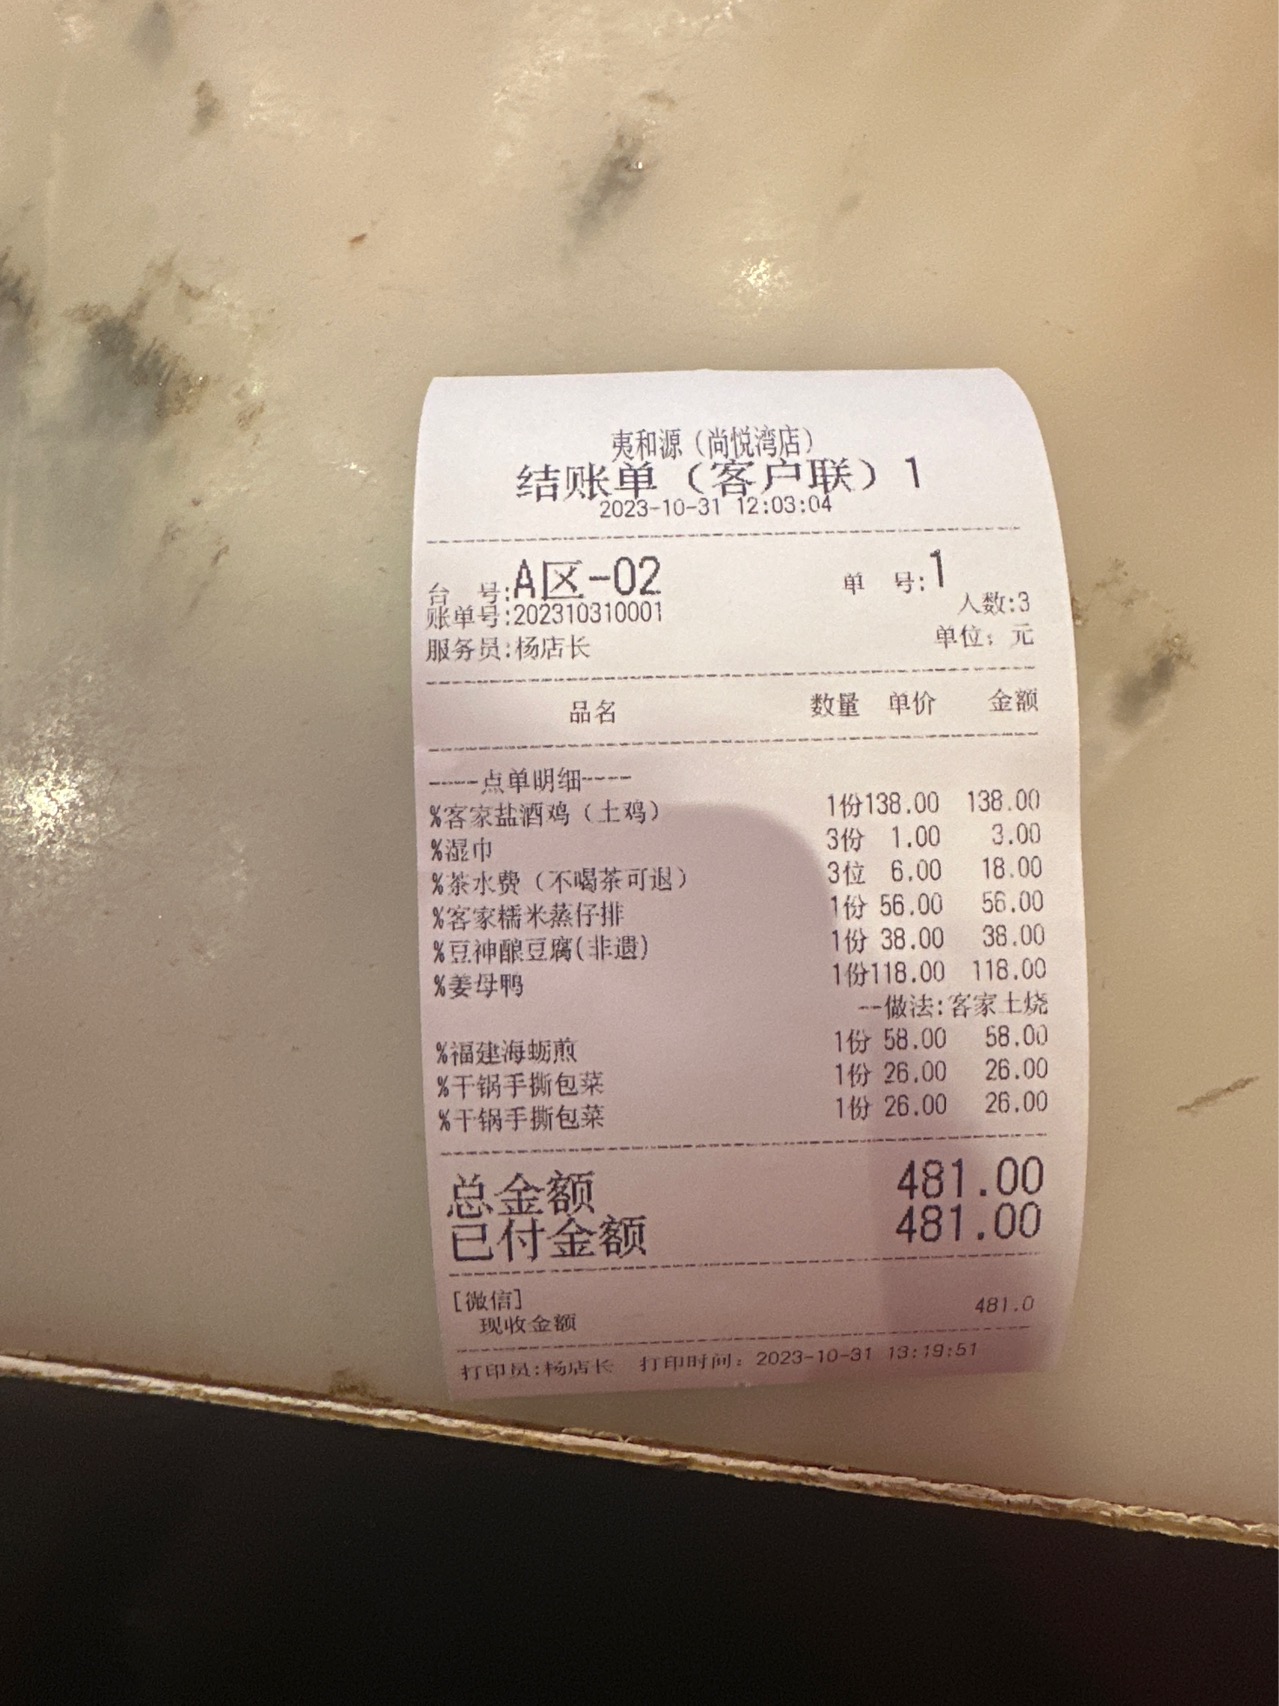 夷和源（尚悦湾店）
结账单（客户联）1
2023-10-31 12:03:04
台 号:A区-02 单 号:1
账单号:202310310001 人数:3
服务员:杨店长 单位：元
品名 数量 单价 金额
-----点单明细-----
%客家盐酒鸡（土鸡） 1份138.00 138.00
%湿巾 3份 1.00 3.00
%茶水费（不喝茶可退） 3位 6.00 18.00
%客家糯米蒸仔排 1份 56.00 56.00
%豆神酿豆腐(非遗) 1份 38.00 38.00
%姜母鸭 1份118.00 118.00
--做法:客家土烧
%福建海蛎煎 1份 58.00 58.00
%干锅手撕包菜 1份 26.00 26.00
%干锅手撕包菜 1份 26.00 26.00
总金额 481.00
已付金额 481.00
[微信]
现收金额 481.0
打印员:杨店长 打印时间：2023-10-31 13:19:51